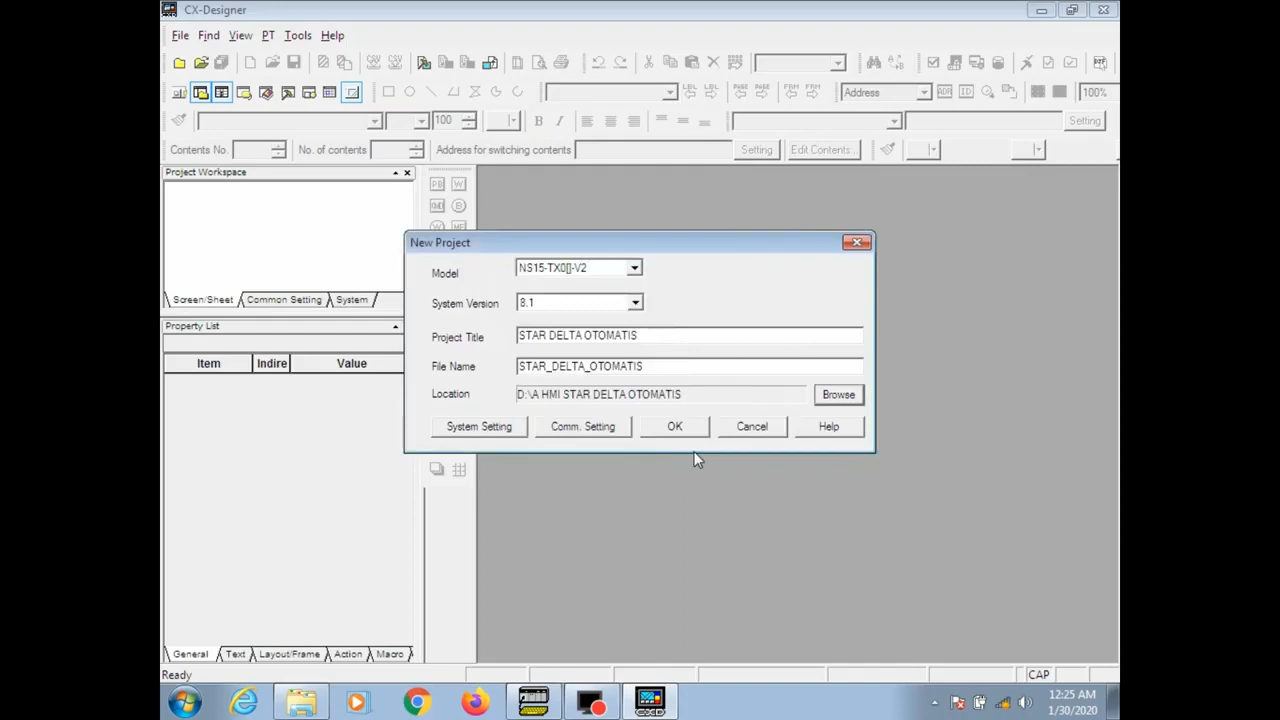 CX-Designer
File Find View PT Tools Help
Address 100%
100 B I Setting
Contents No. No. of contents Address for switching contents Setting Edit Contents...
Project Workspace
PB W
CMD B
New Project
Model NS15-TX0[]-V2
System Version 8.1
Project Title STAR DELTA OTOMATIS
File Name STAR_DELTA_OTOMATIS
Location D:\A HMI STAR DELTA OTOMATIS Browse
System Setting Comm. Setting OK Cancel Help
Screen/Sheet Common Setting System
Property List
Item Indire Value
General Text Layout/Frame Action Macro
Ready CAP
12:25 AM
1/30/2020